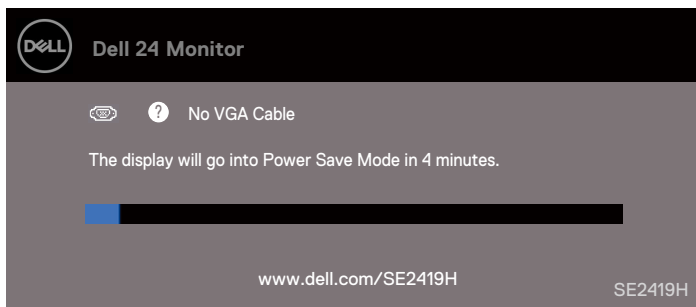 DELL
Dell 24 Monitor
? No VGA Cable
The display will go into Power Save Mode in 4 minutes.
www.dell.com/SE2419H
SE2419H